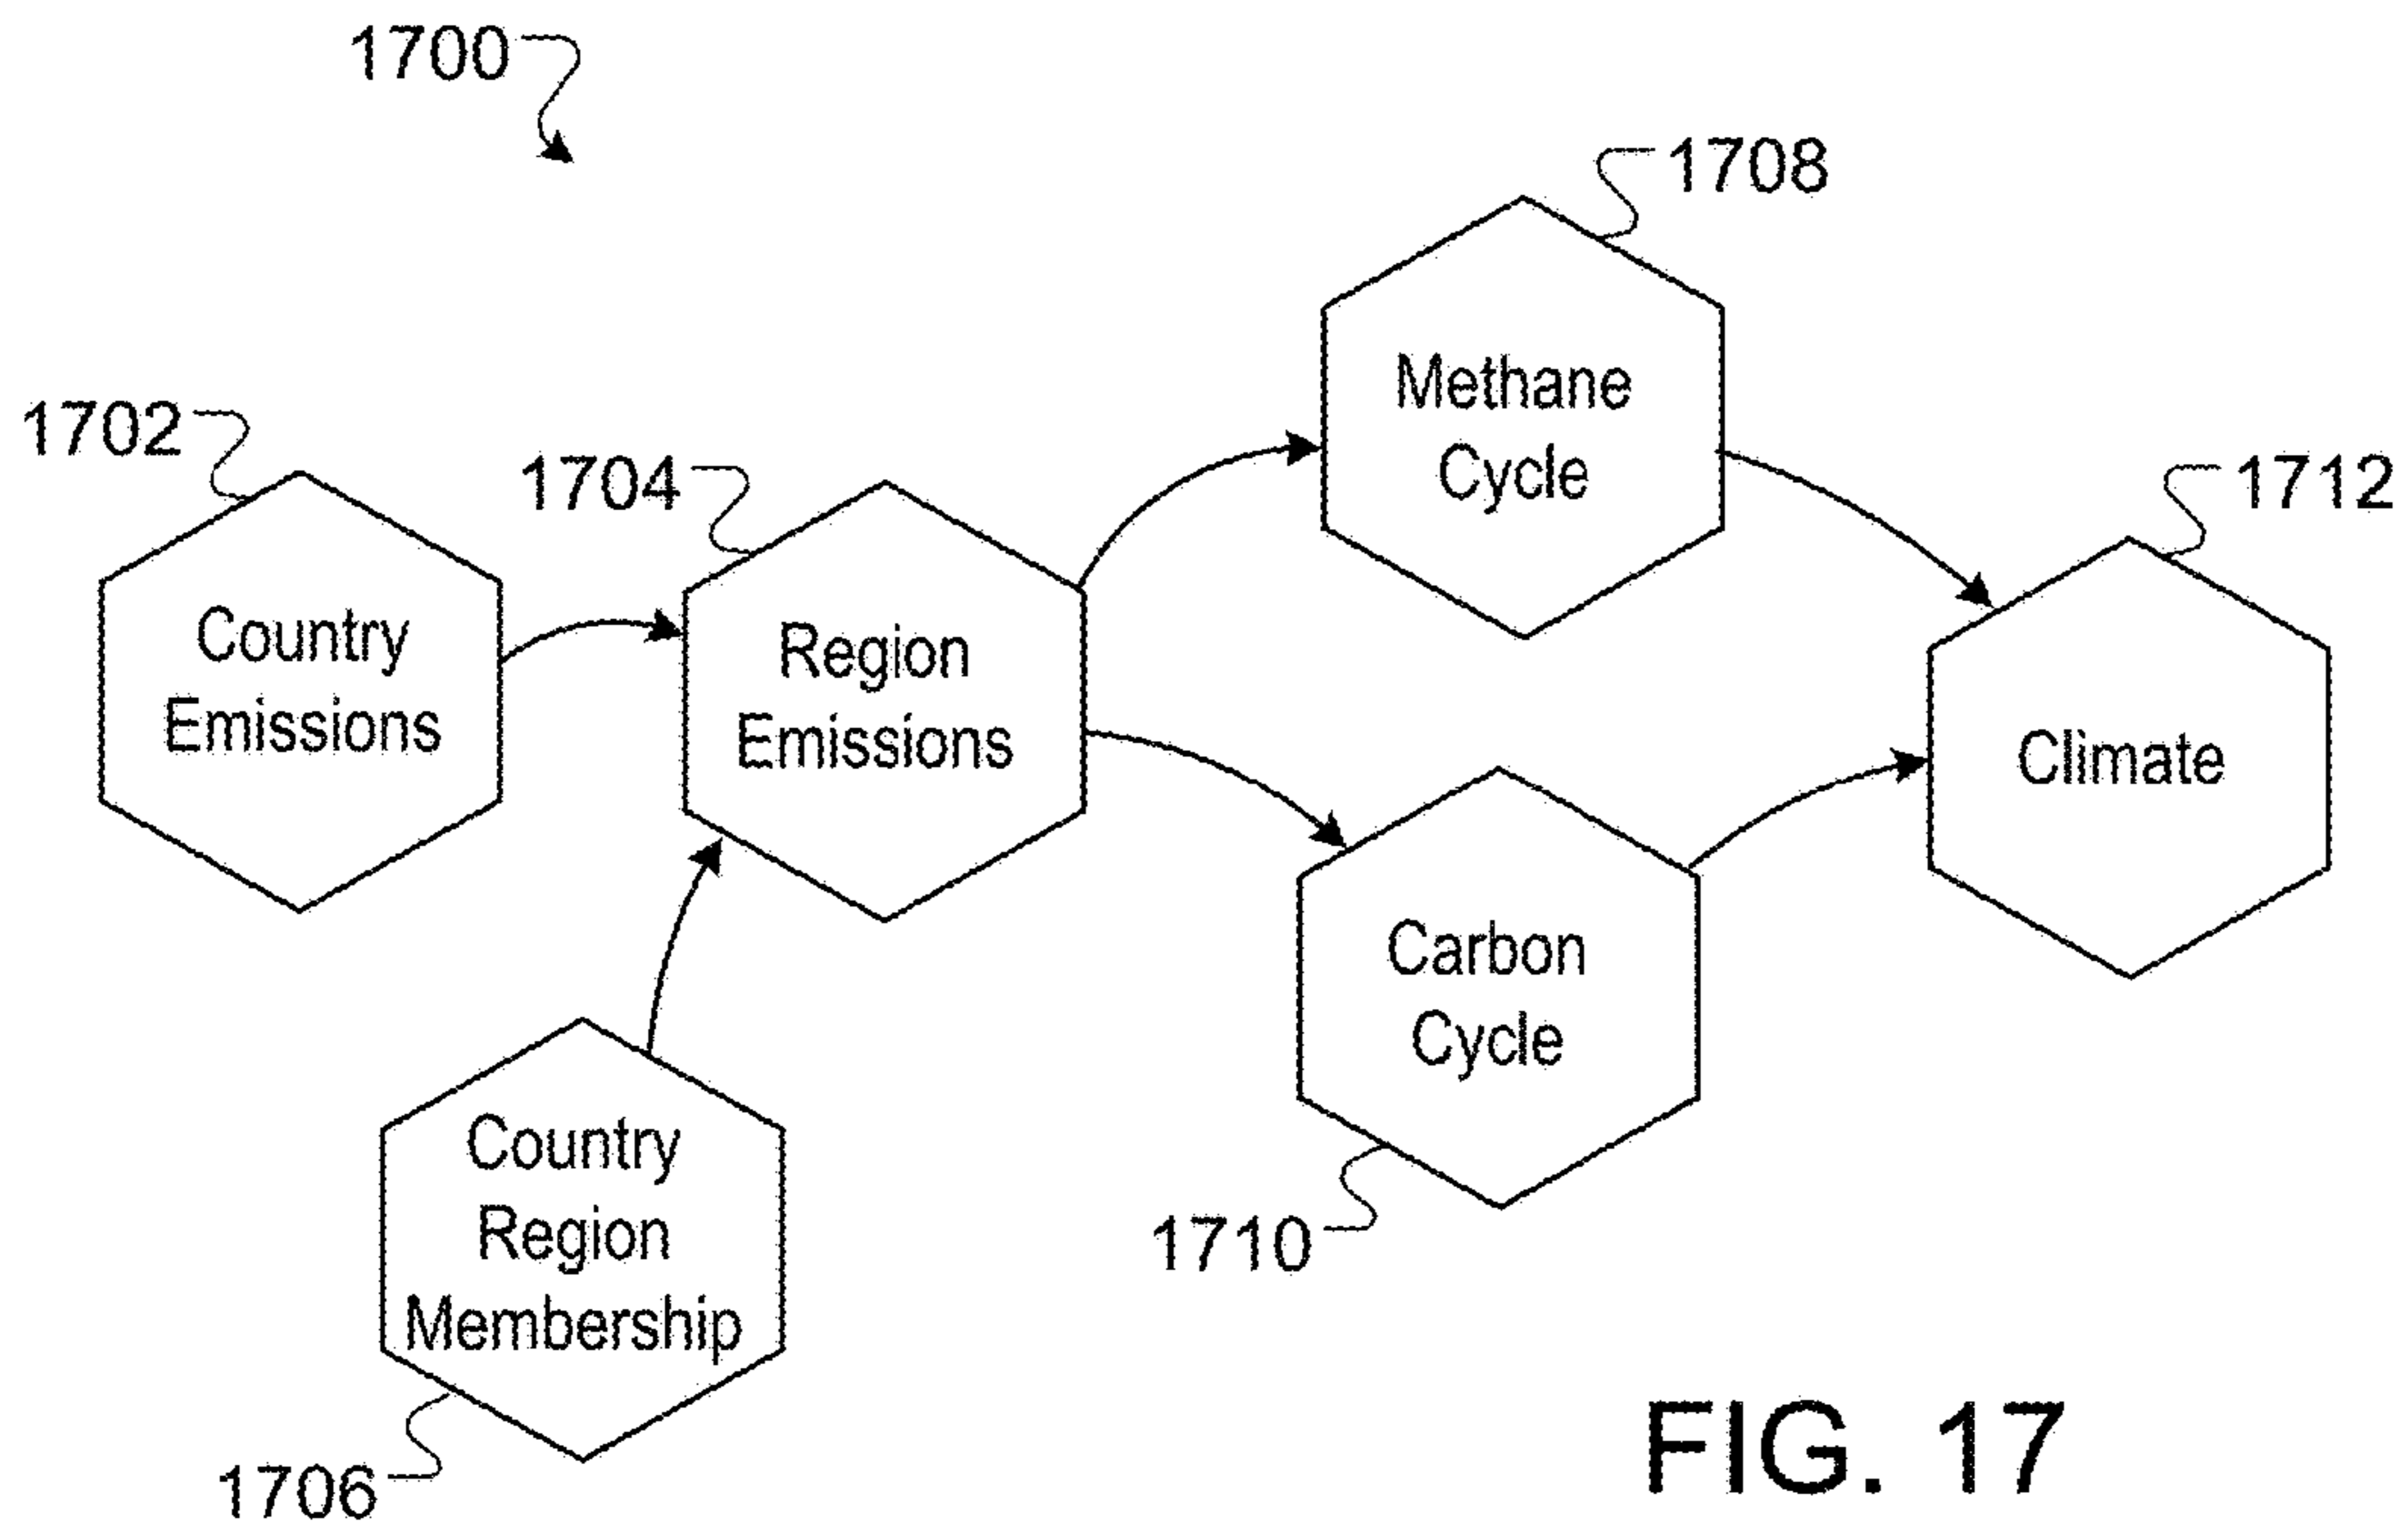 1700
1708
Methane
Cycle
1702
1704
1712
Country
Emissions
Region
Emissions
Climate
Carbon
Cycle
Country
Region
Membership
1710
1706
FIG. 17